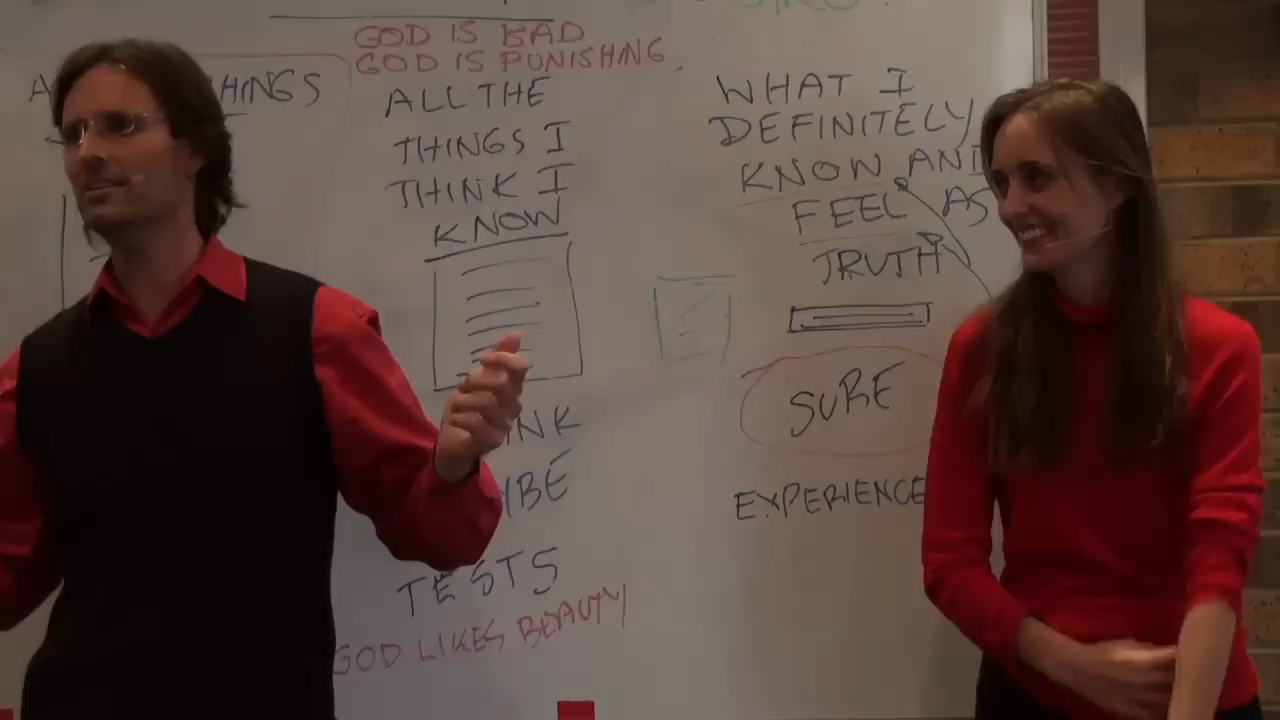 GOD IS BAD
GOD IS PUNISHING.
HINGS
ALL THE
THINGS I
THINK I
KNOW
TESTS
GOD LIKES BEAUTY
WHAT I
DEFINITELY
KNOW AND
FEEL AS
TRUTH
SURE
EXPERIENCE